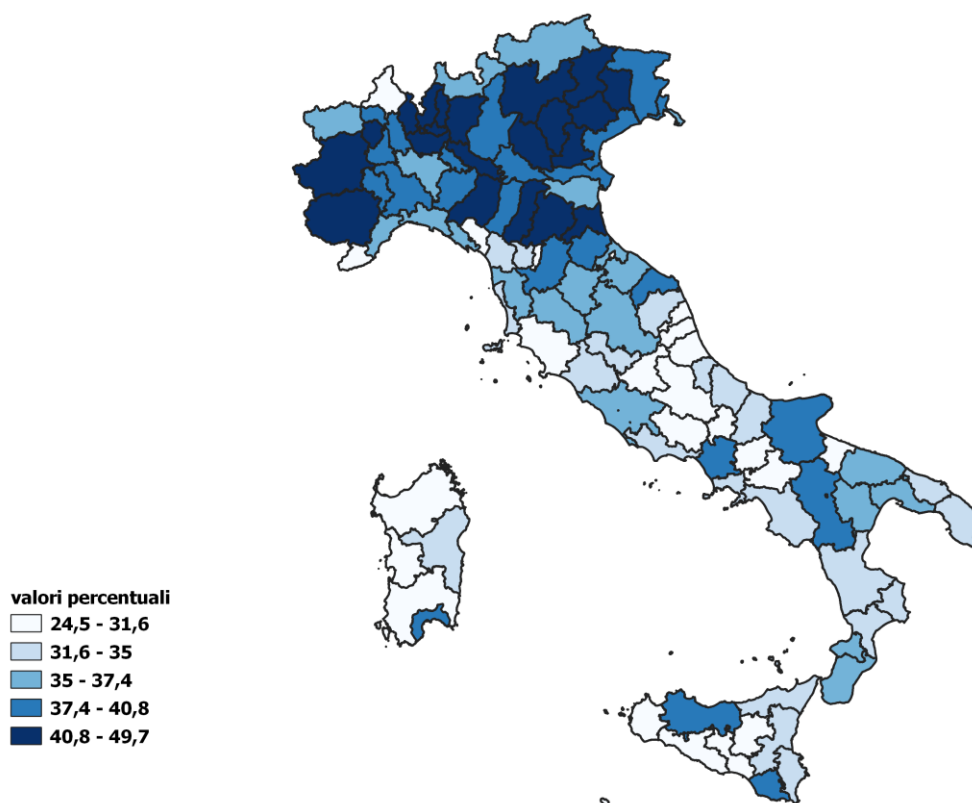 valori percentuali
24,5 - 31,6
31,6 - 35
35 - 37,4
37,4 - 40,8
40,8 - 49,7